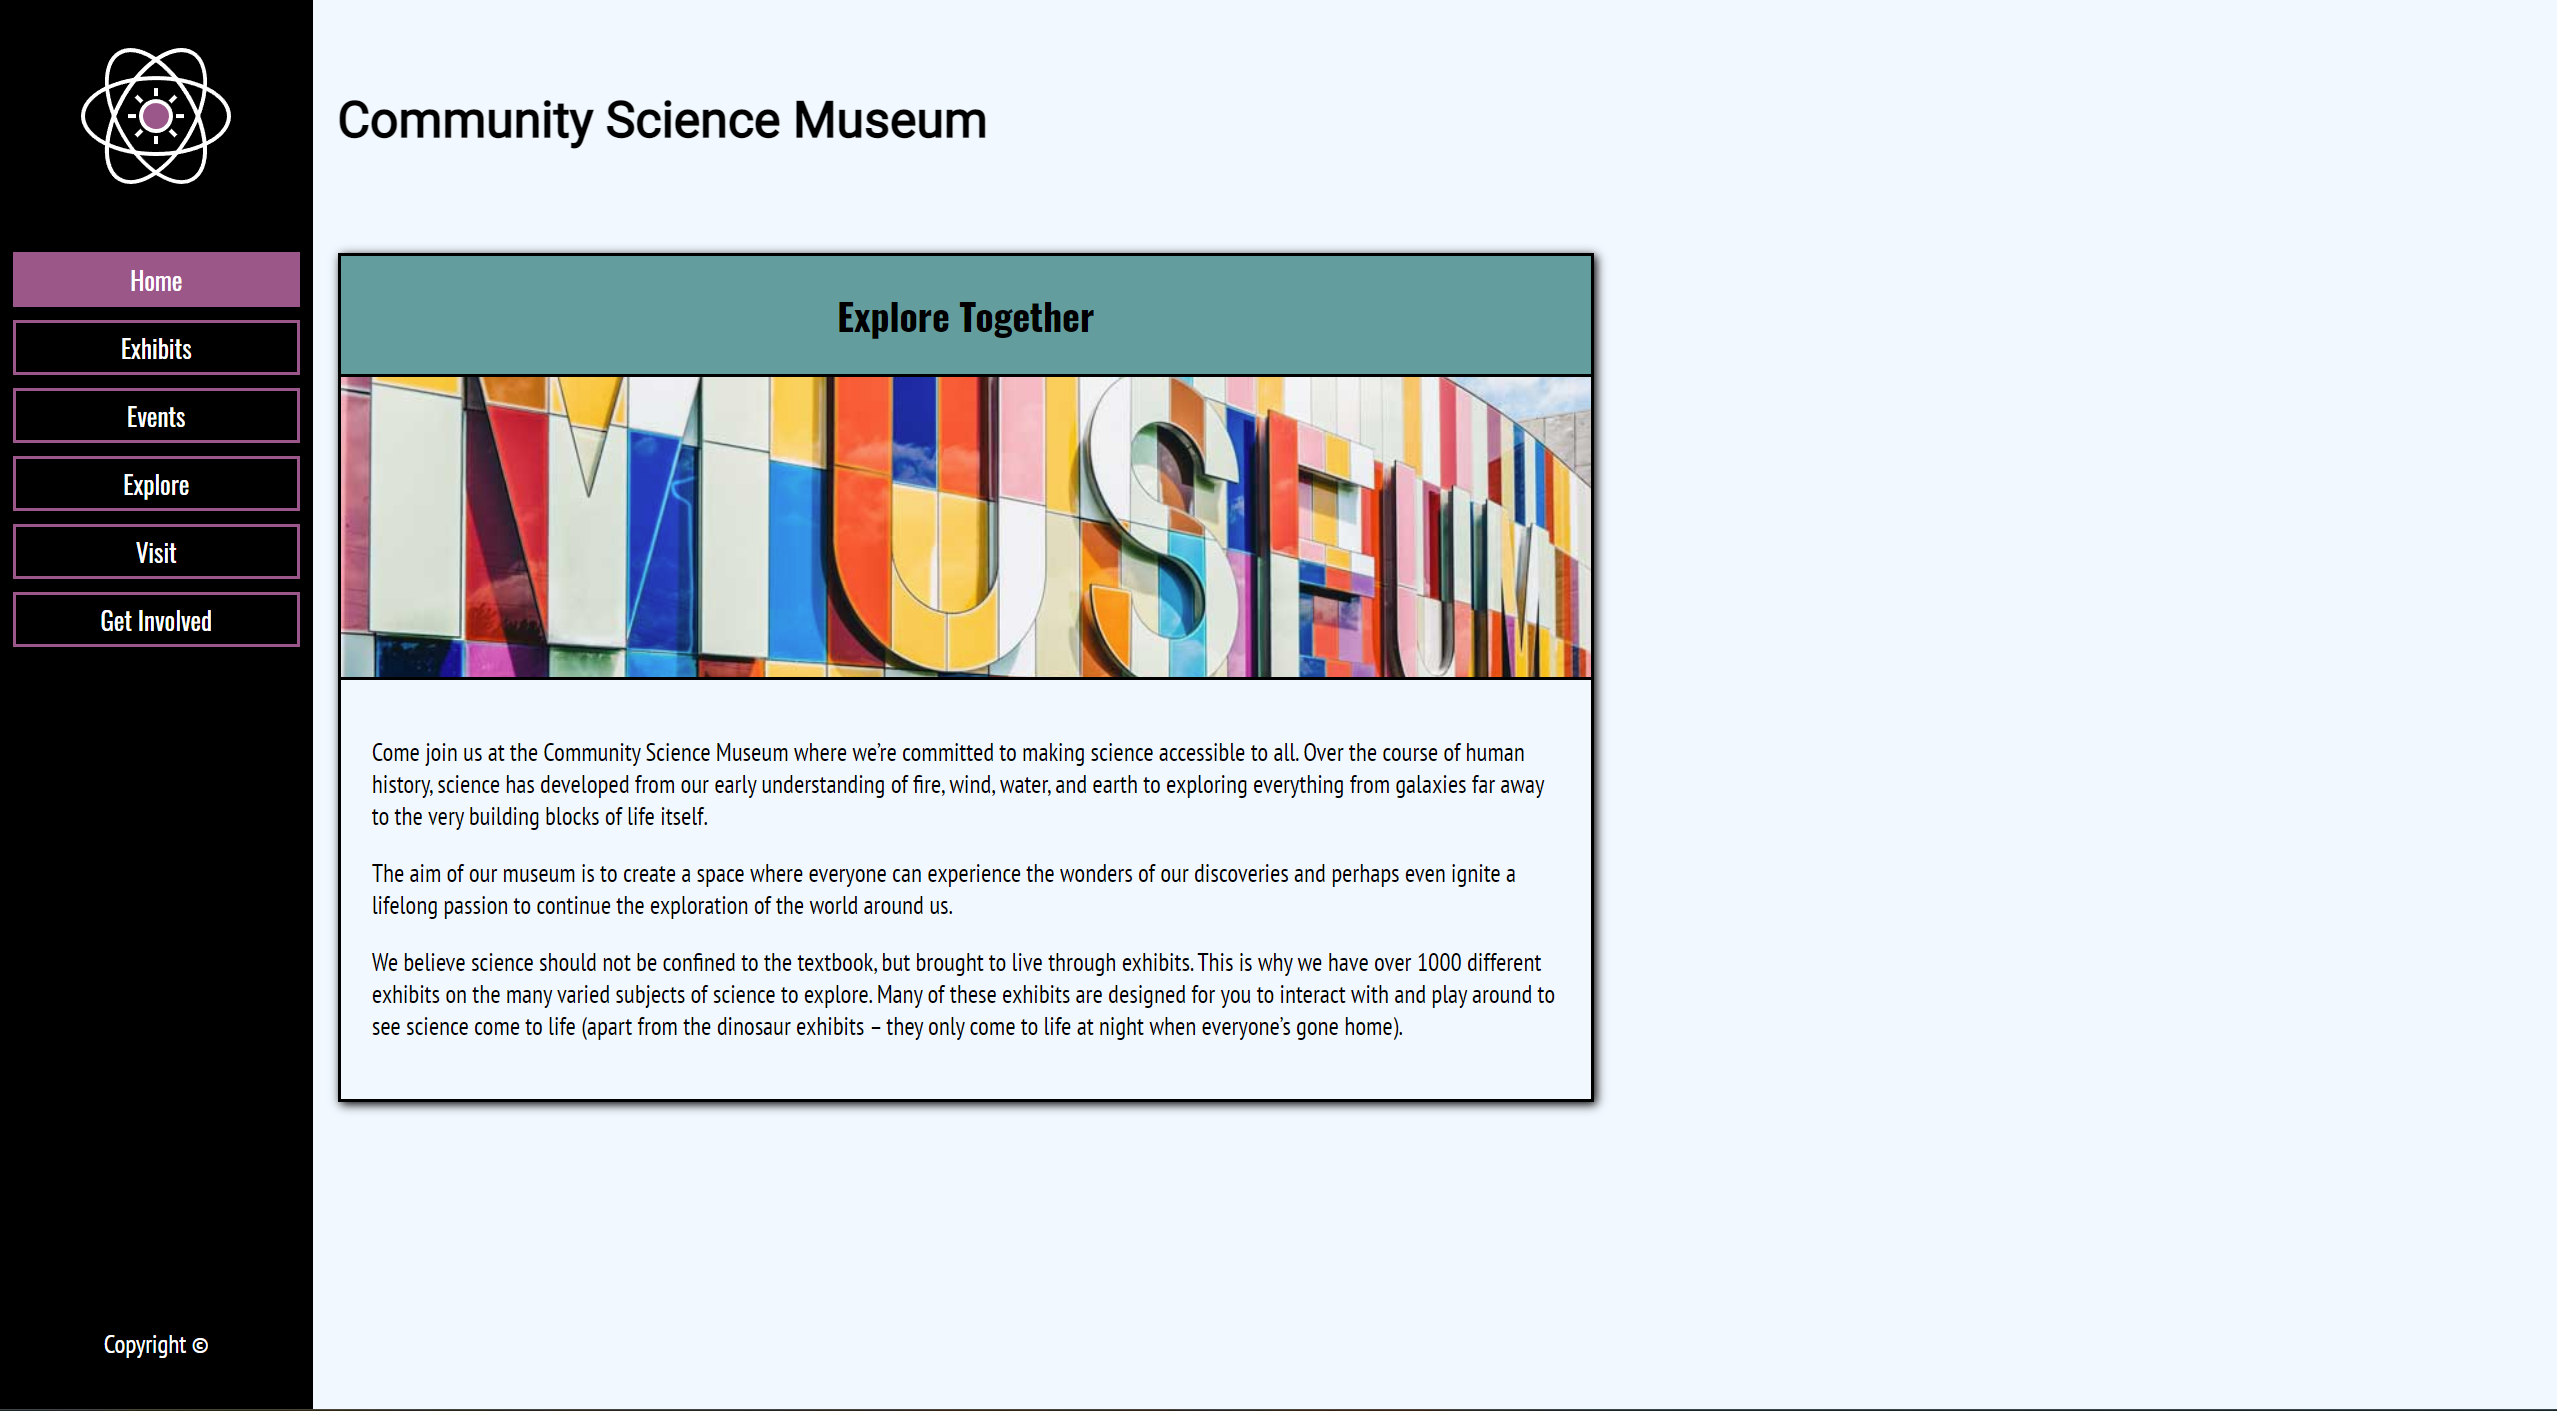 Community Science Museum
Home
Exhibits
Events
Explore
Visit
Get Involved
Explore Together
MUSEUM
Come join us at the Community Science Museum where we’re committed to making science accessible to all. Over the course of human
history, science has developed from our early understanding of fire, wind, water, and earth to exploring everything from galaxies far away
to the very building blocks of life itself.
The aim of our museum is to create a space where everyone can experience the wonders of our discoveries and perhaps even ignite a
lifelong passion to continue the exploration of the world around us.
We believe science should not be confined to the textbook, but brought to live through exhibits. This is why we have over 1000 different
exhibits on the many varied subjects of science to explore. Many of these exhibits are designed for you to interact with and play around to
see science come to life (apart from the dinosaur exhibits – they only come to life at night when everyone’s gone home).
Copyright ©